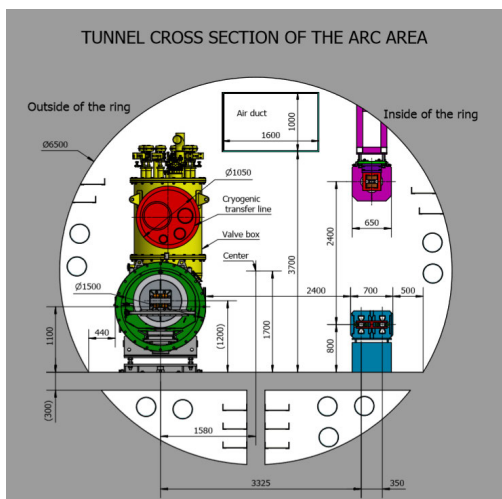 TUNNEL CROSS SECTION OF THE ARC AREA
Outside of the ring
Air duct
1600
1000
Inside of the ring
Ø6500
Ø1050
Cryogenic
transfer line
Valve box
Center
650
2400
3700
Ø1500
2400
700
500
1100
440
(1200)
1700
800
(300)
1580
3325
350